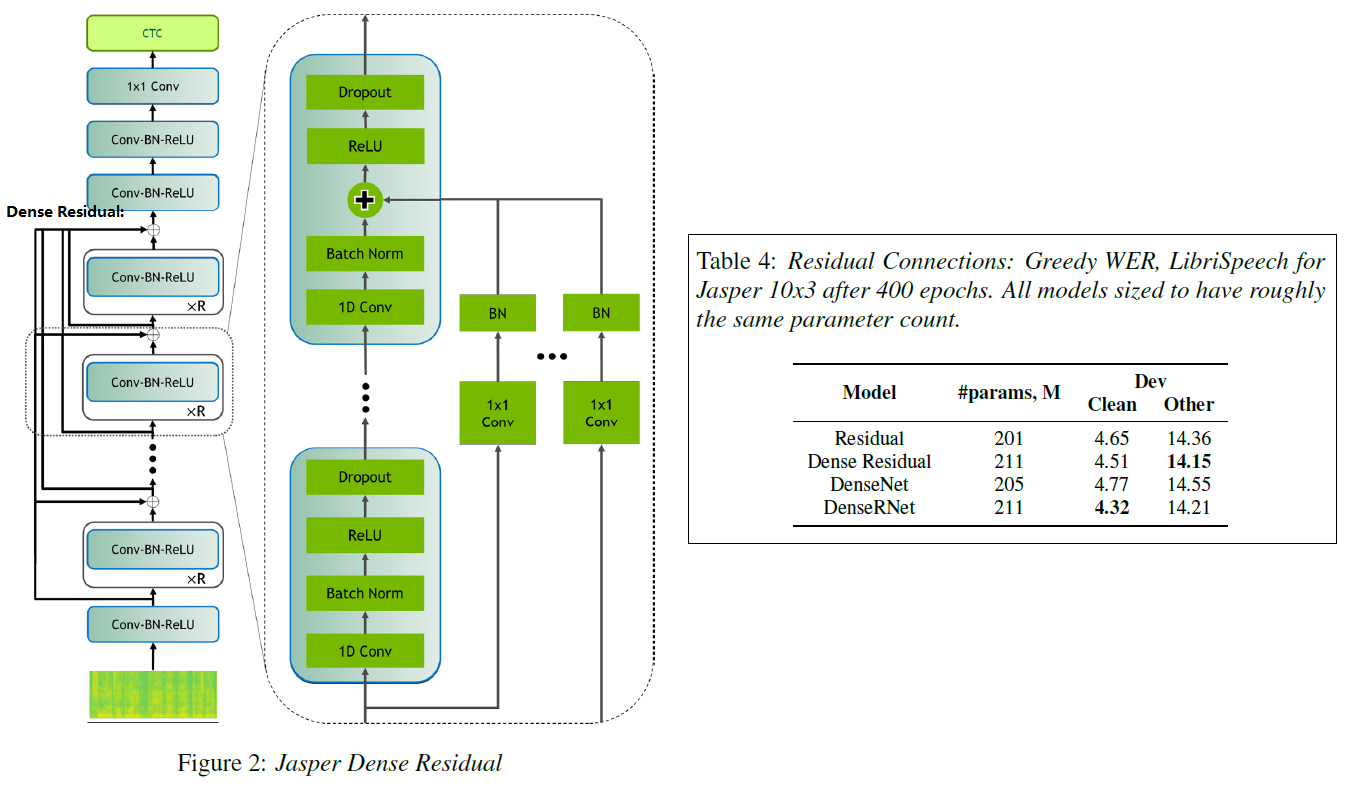 CTC
1x1 Conv
Conv-BN-ReLU
Conv-BN-ReLU
Dense Residual:
Conv-BN-ReLU
×R
Conv-BN-ReLU
×R
Conv-BN-ReLU
×R
Conv-BN-ReLU
Dropout
ReLU
Batch Norm
1D Conv
BN
BN
1x1
Conv
1x1
Conv
Dropout
ReLU
Batch Norm
1D Conv
Figure 2: Jasper Dense Residual
Table 4: Residual Connections: Greedy WER, LibriSpeech for
Jasper 10x3 after 400 epochs. All models sized to have roughly
the same parameter count.
Model #params, M Dev
Clean Other
Residual 201 4.65 14.36
Dense Residual 211 4.51 14.15
DenseNet 205 4.77 14.55
DenseRNet 211 4.32 14.21